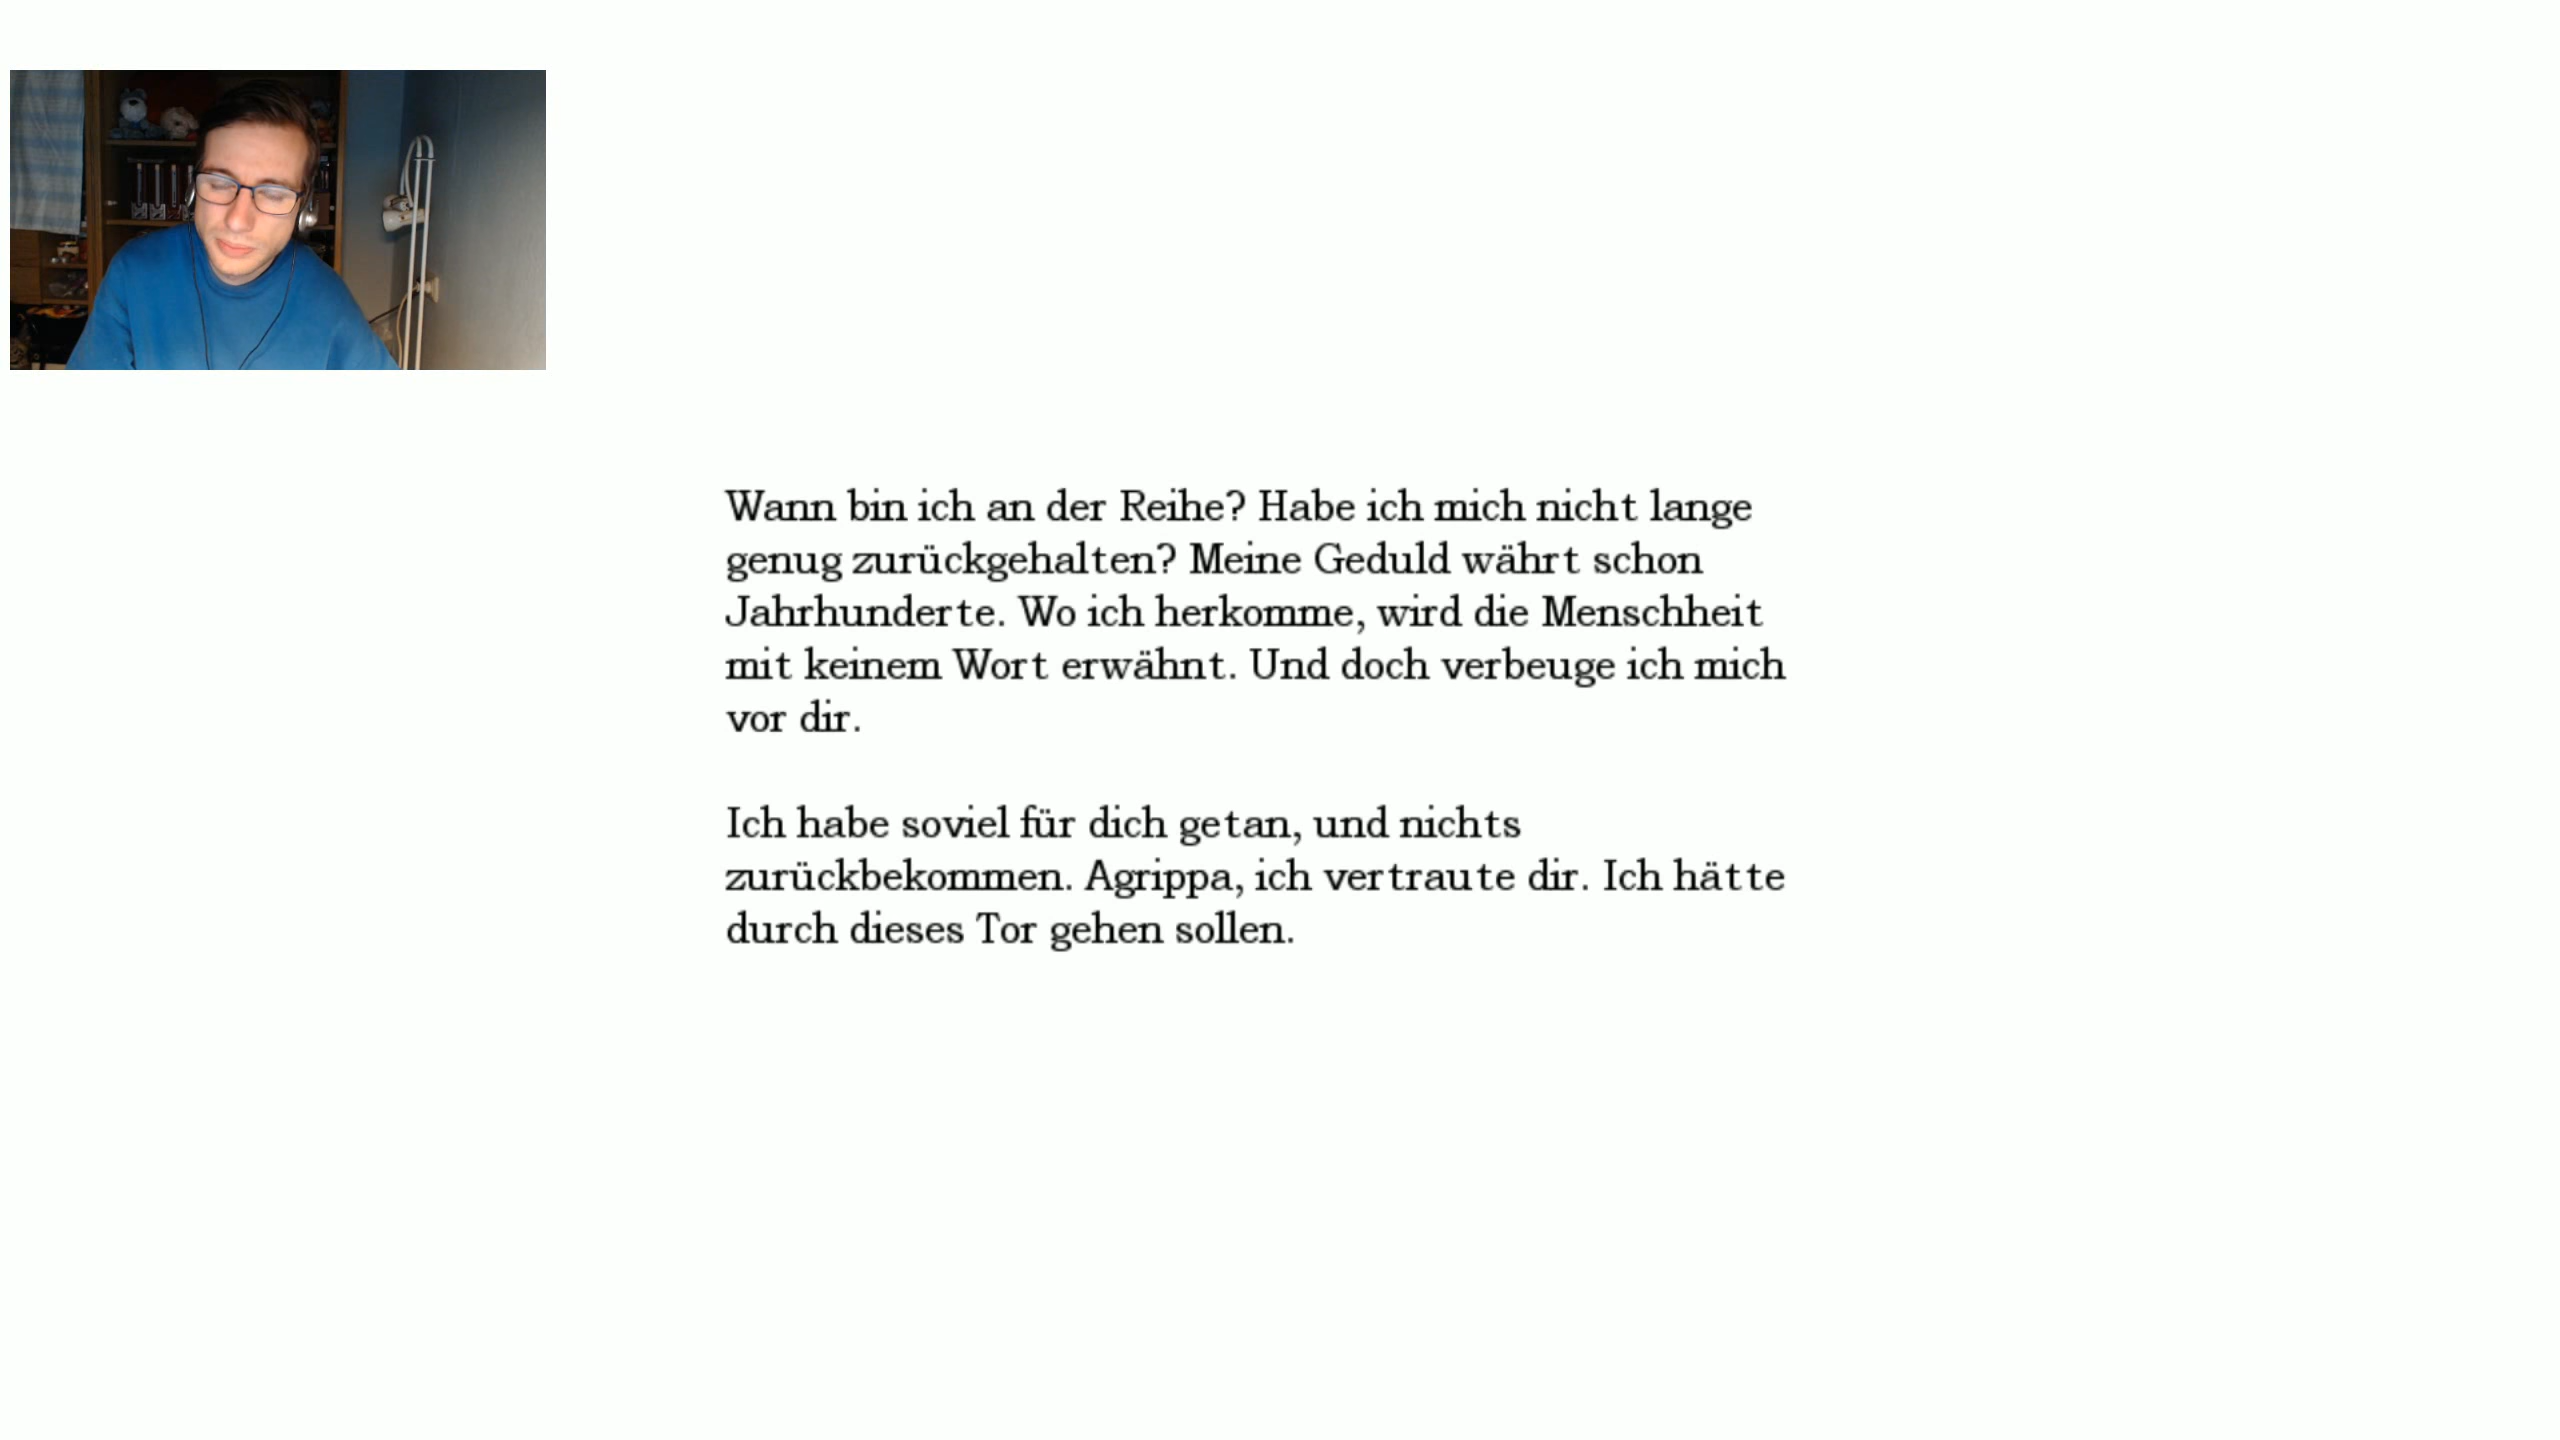 Wann bin ich an der Reihe? Habe ich mich nicht lange
genug zurückgehalten? Meine Geduld währt schon
Jahrhunderte. Wo ich herkomme, wird die Menschheit
mit keinem Wort erwähnt. Und doch verbeuge ich mich
vor dir.
Ich habe soviel für dich getan, und nichts
zurückbekommen. Agrippa, ich vertraute dir. Ich hätte
durch dieses Tor gehen sollen.